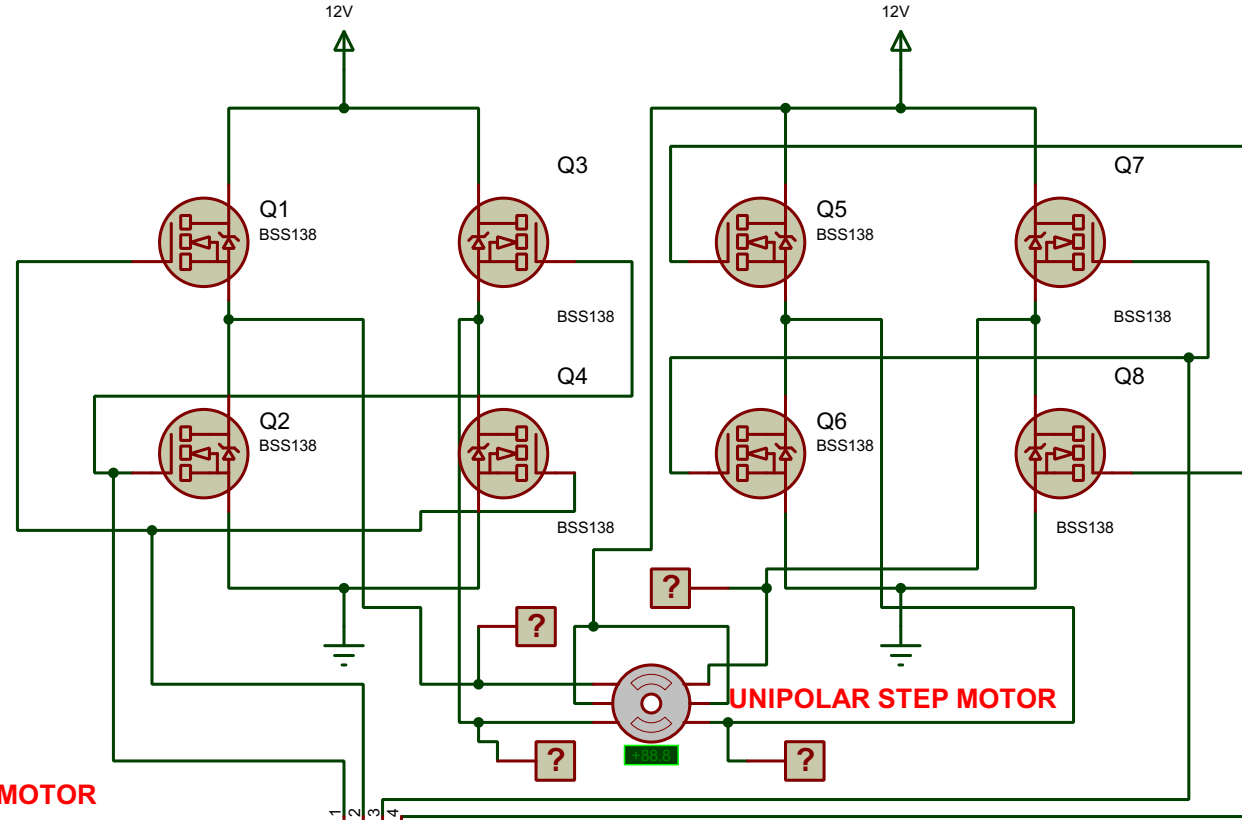 12V
12V
Q3
Q7
Q1
BSS138
Q5
BSS138
BSS138
BSS138
Q4
Q8
Q2
BSS138
Q6
BSS138
BSS138
BSS138
?
?
UNIPOLAR STEP MOTOR
?
?
+88.8
MOTOR
1
2
3
4